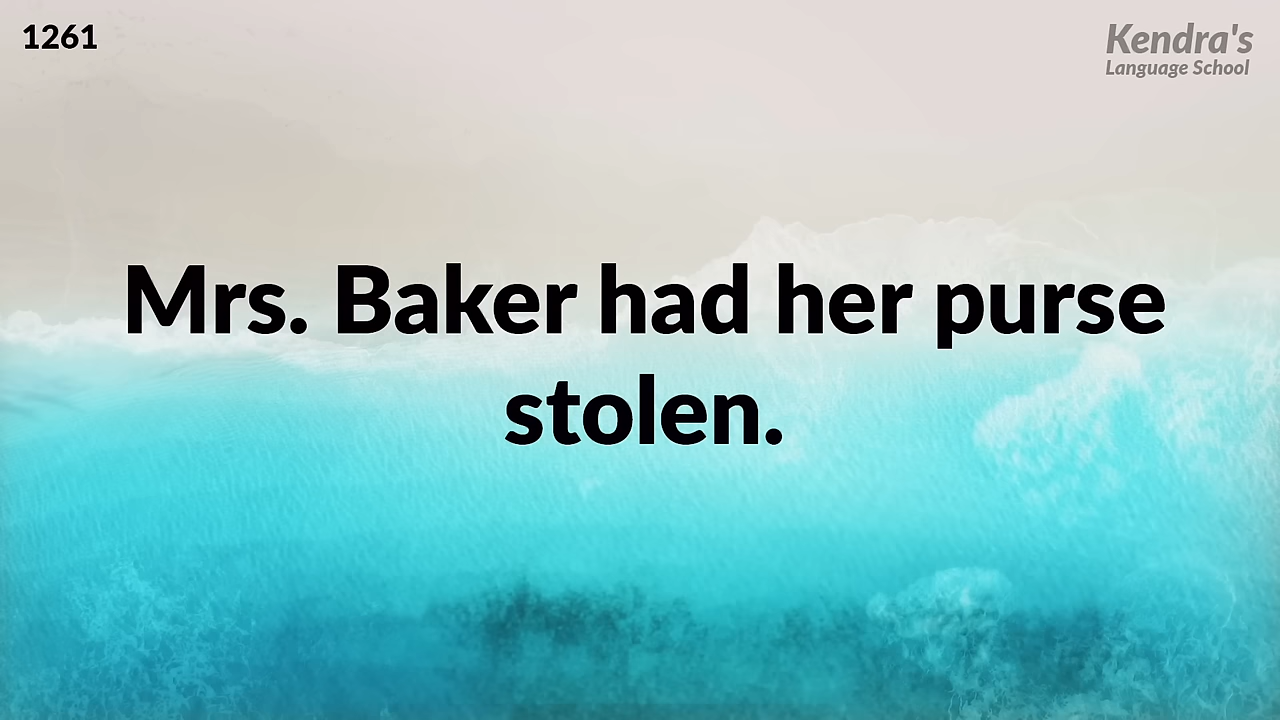 1261
Kendra's
Language School
Mrs. Baker had her purse
stolen.